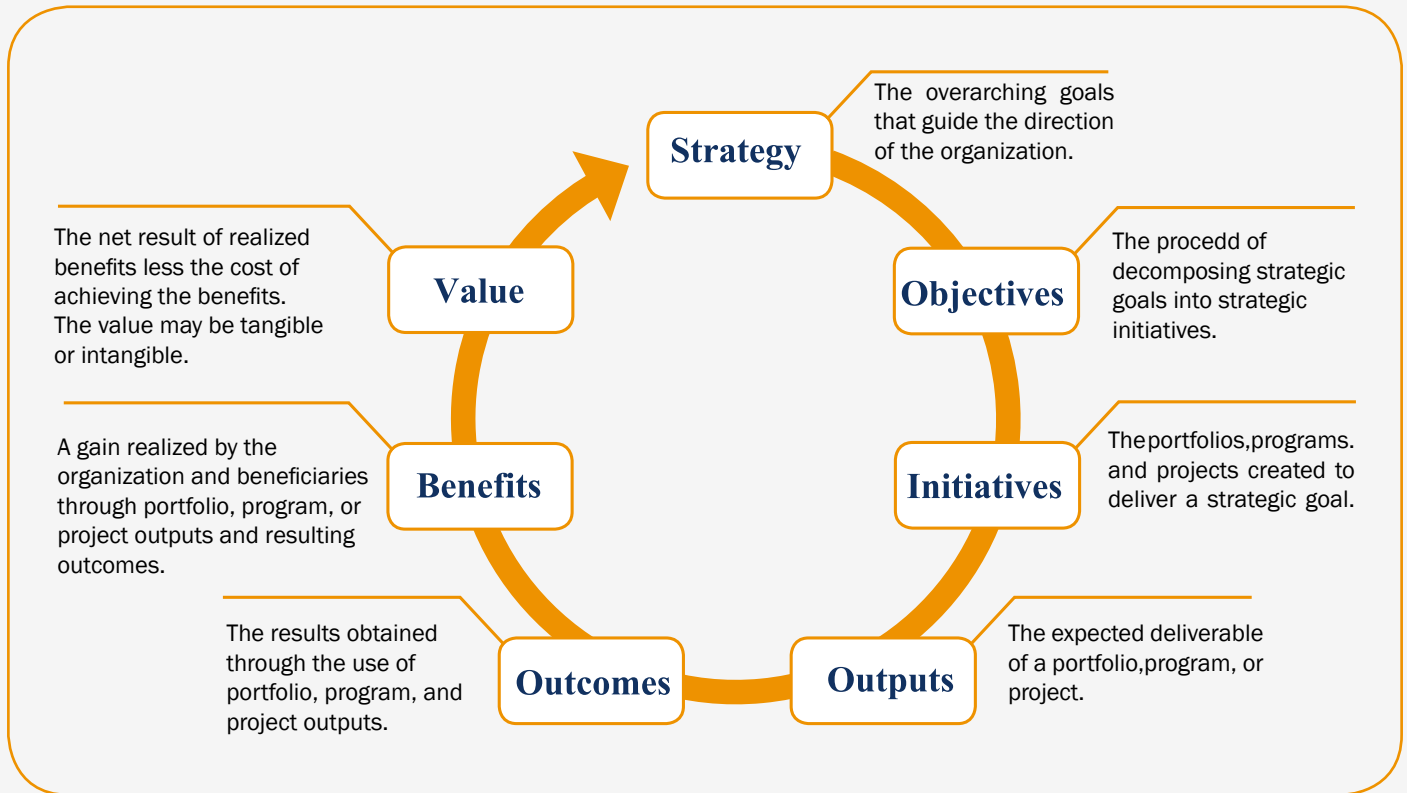 Strategy
The overarching goals
that guide the direction
of the organization.
Objectives
The procedd of
decomposing strategic
goals into strategic
initiatives.
Initiatives
The portfolios,programs.
and projects created to
deliver a strategic goal.
Outputs
The expected deliverable
of a portfolio,program, or
project.
Outcomes
The results obtained
through the use of
portfolio, program, and
project outputs.
Benefits
A gain realized by the
organization and beneficiaries
through portfolio, program, or
project outputs and resulting
outcomes.
Value
The net result of realized
benefits less the cost of
achieving the benefits.
The value may be tangible
or intangible.